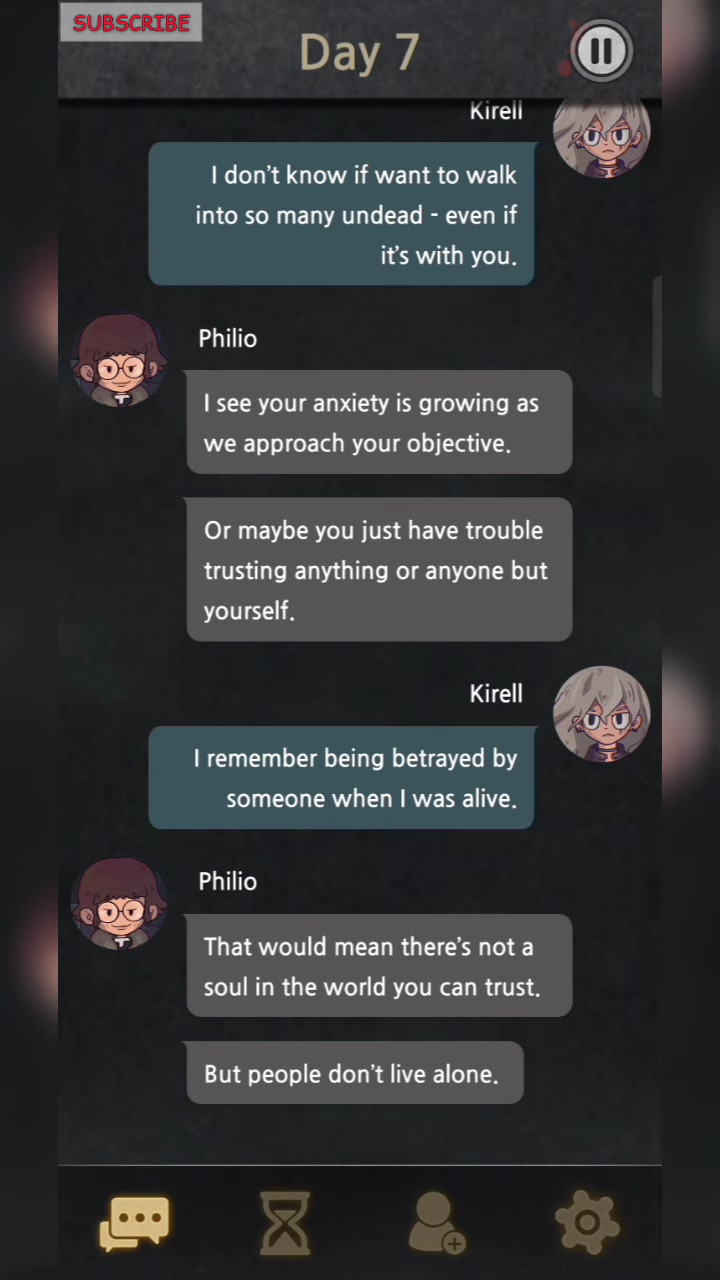 SUBSCRIBE
Day 7
Kirell
I don't know if want to walk
into so many undead - even if
it's with you.
Philio
I see your anxiety is growing as
we approach your objective.
Or maybe you just have trouble
trusting anything or anyone but
yourself.
Kirell
I remember being betrayed by
someone when I was alive.
Philio
That would mean there's not a
soul in the world you can trust.
But people don't live alone.